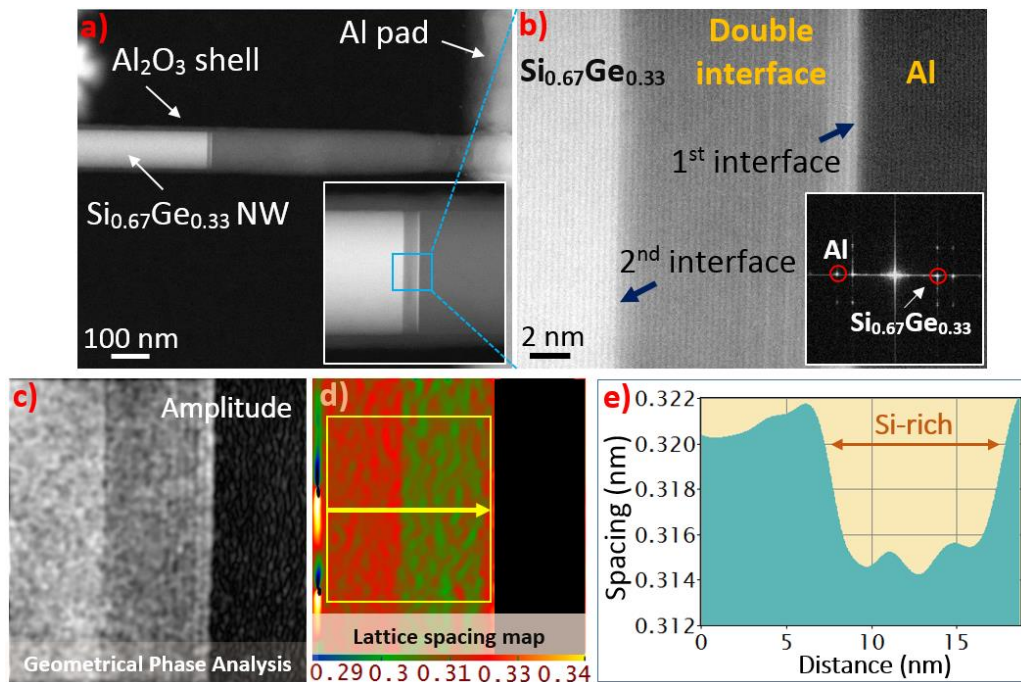 a)
Al₂O₃ shell
Al pad
Si₀.₆₇Ge₀.₃₃ NW
100 nm
b)
Si₀.₆₇Ge₀.₃₃
Double
interface
Al
1st interface
2nd interface
2 nm
Al
Si₀.₆₇Ge₀.₃₃
c)
Amplitude
Geometrical Phase Analysis
d)
Lattice spacing map
0.29 0.3 0.31 0.33 0.34
e)
0.322
0.320
0.318
0.316
0.314
0.312
Spacing (nm)
Si-rich
0 5 10 15
Distance (nm)